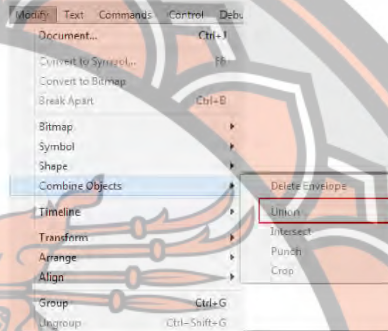 Modify Text Commands Control Debu
Document... Ctrl+J
Convert to Symbol... F8
Convert to Bitmap
Break Apart Ctrl+B
Bitmap
Symbol
Shape
Combine Objects
Delete Envelope
Timeline
Union
Intersect
Transform
Punch
Arrange
Crop
Align
Group Ctrl+G
Ungroup Ctrl+Shift+G